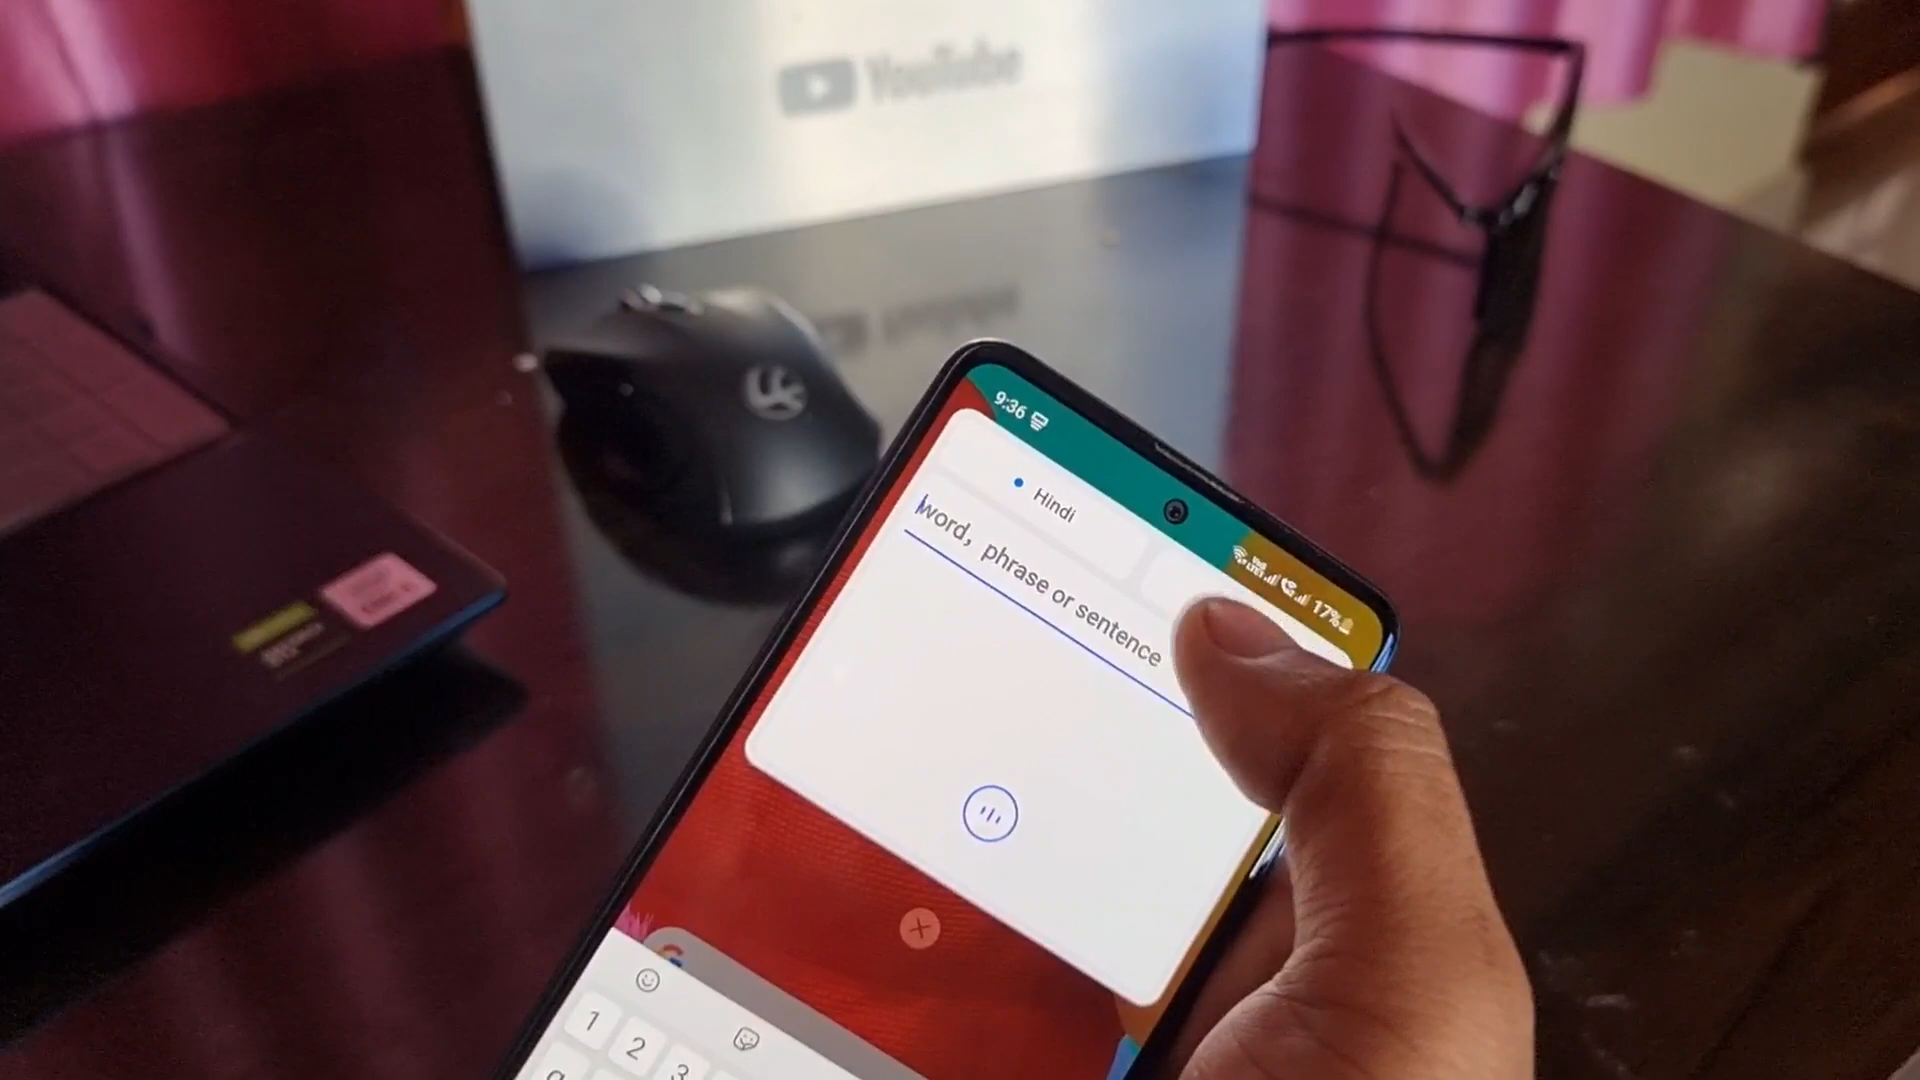 YouTube
9:36
17%
Hindi
word, phrase or sentence
1
2
3
q